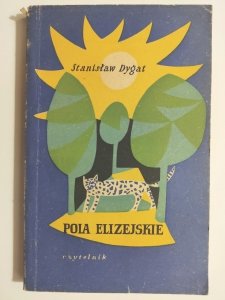 Stanisław Dygat
POLA ELIZEJSKIE
czytelnik